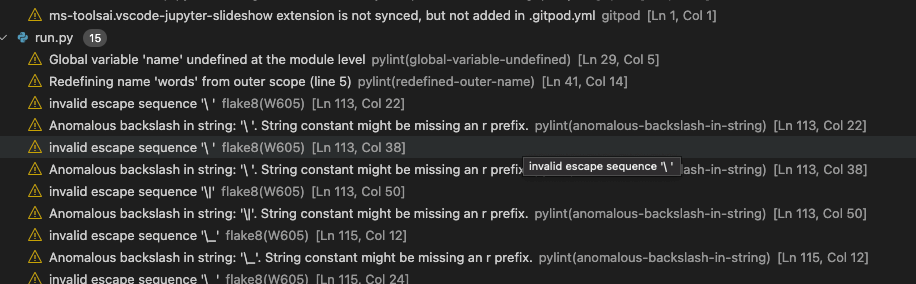 ms-toolsai.vscode-jupyter-slideshow extension is not synced, but not added in .gitpod.yml gitpod [Ln 1, Col 1]
run.py 15
Global variable 'name' undefined at the module level pylint(global-variable-undefined) [Ln 29, Col 5]
Redefining name 'words' from outer scope (line 5) pylint(redefined-outer-name) [Ln 41, Col 14]
invalid escape sequence '\ ' flake8(W605) [Ln 113, Col 22]
Anomalous backslash in string: '\ '. String constant might be missing an r prefix. pylint(anomalous-backslash-in-string) [Ln 113, Col 22]
invalid escape sequence '\ ' flake8(W605) [Ln 113, Col 38]
Anomalous backslash in string: '\ '. String constant might be missing an r prefix invalid escape sequence '\ ' lash-in-string) [Ln 113, Col 38]
invalid escape sequence '\|' flake8(W605) [Ln 113, Col 50]
Anomalous backslash in string: '\|'. String constant might be missing an r prefix. pylint(anomalous-backslash-in-string) [Ln 113, Col 50]
invalid escape sequence '\_' flake8(W605) [Ln 115, Col 12]
Anomalous backslash in string: '\_'. String constant might be missing an r prefix. pylint(anomalous-backslash-in-string) [Ln 115, Col 12]
invalid escape sequence '\_' flake8(W605) [Ln 115, Col 24]